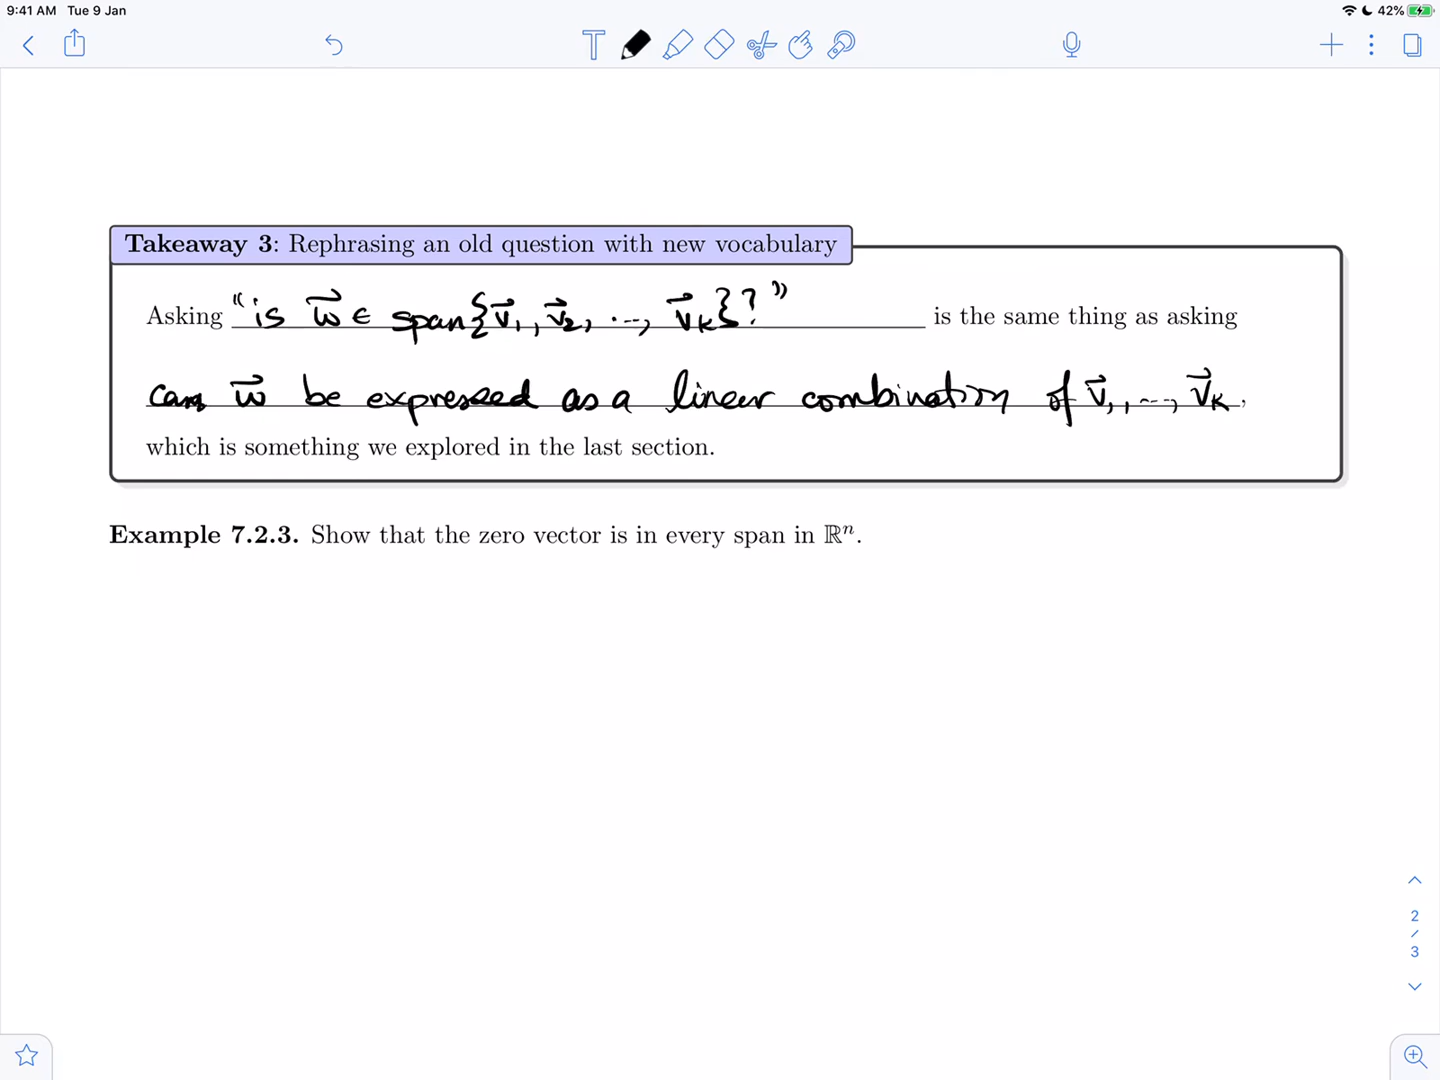 9:41 AM Tue 9 Jan 42%
Takeaway 3: Rephrasing an old question with new vocabulary
Asking "is w⃗ ∈ span{v⃗₁, v⃗₂, ..., v⃗ₖ}?" is the same thing as asking
can w⃗ be expressed as a linear combination of v⃗₁, ..., v⃗ₖ,
which is something we explored in the last section.
Example 7.2.3. Show that the zero vector is in every span in ℝⁿ.
2
/
3